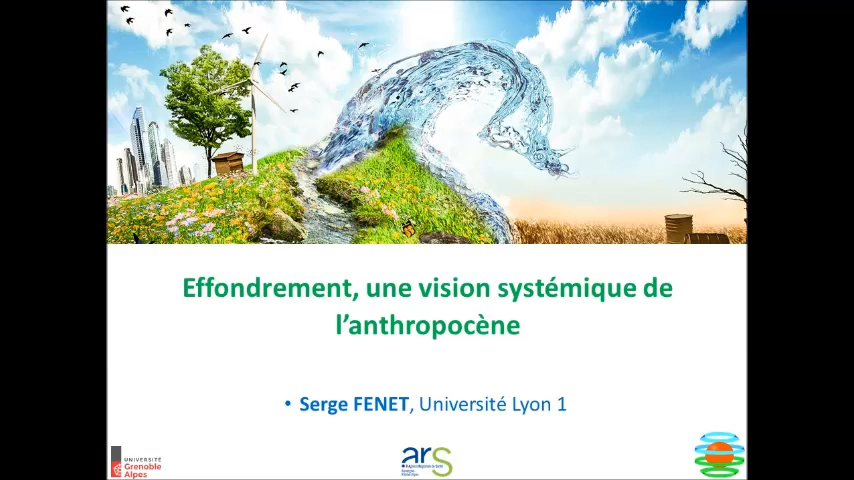 Effondrement, une vision systémique de
l'anthropocène
• Serge FENET, Université Lyon 1
UNIVERSITÉ
Grenoble
Alpes
ars